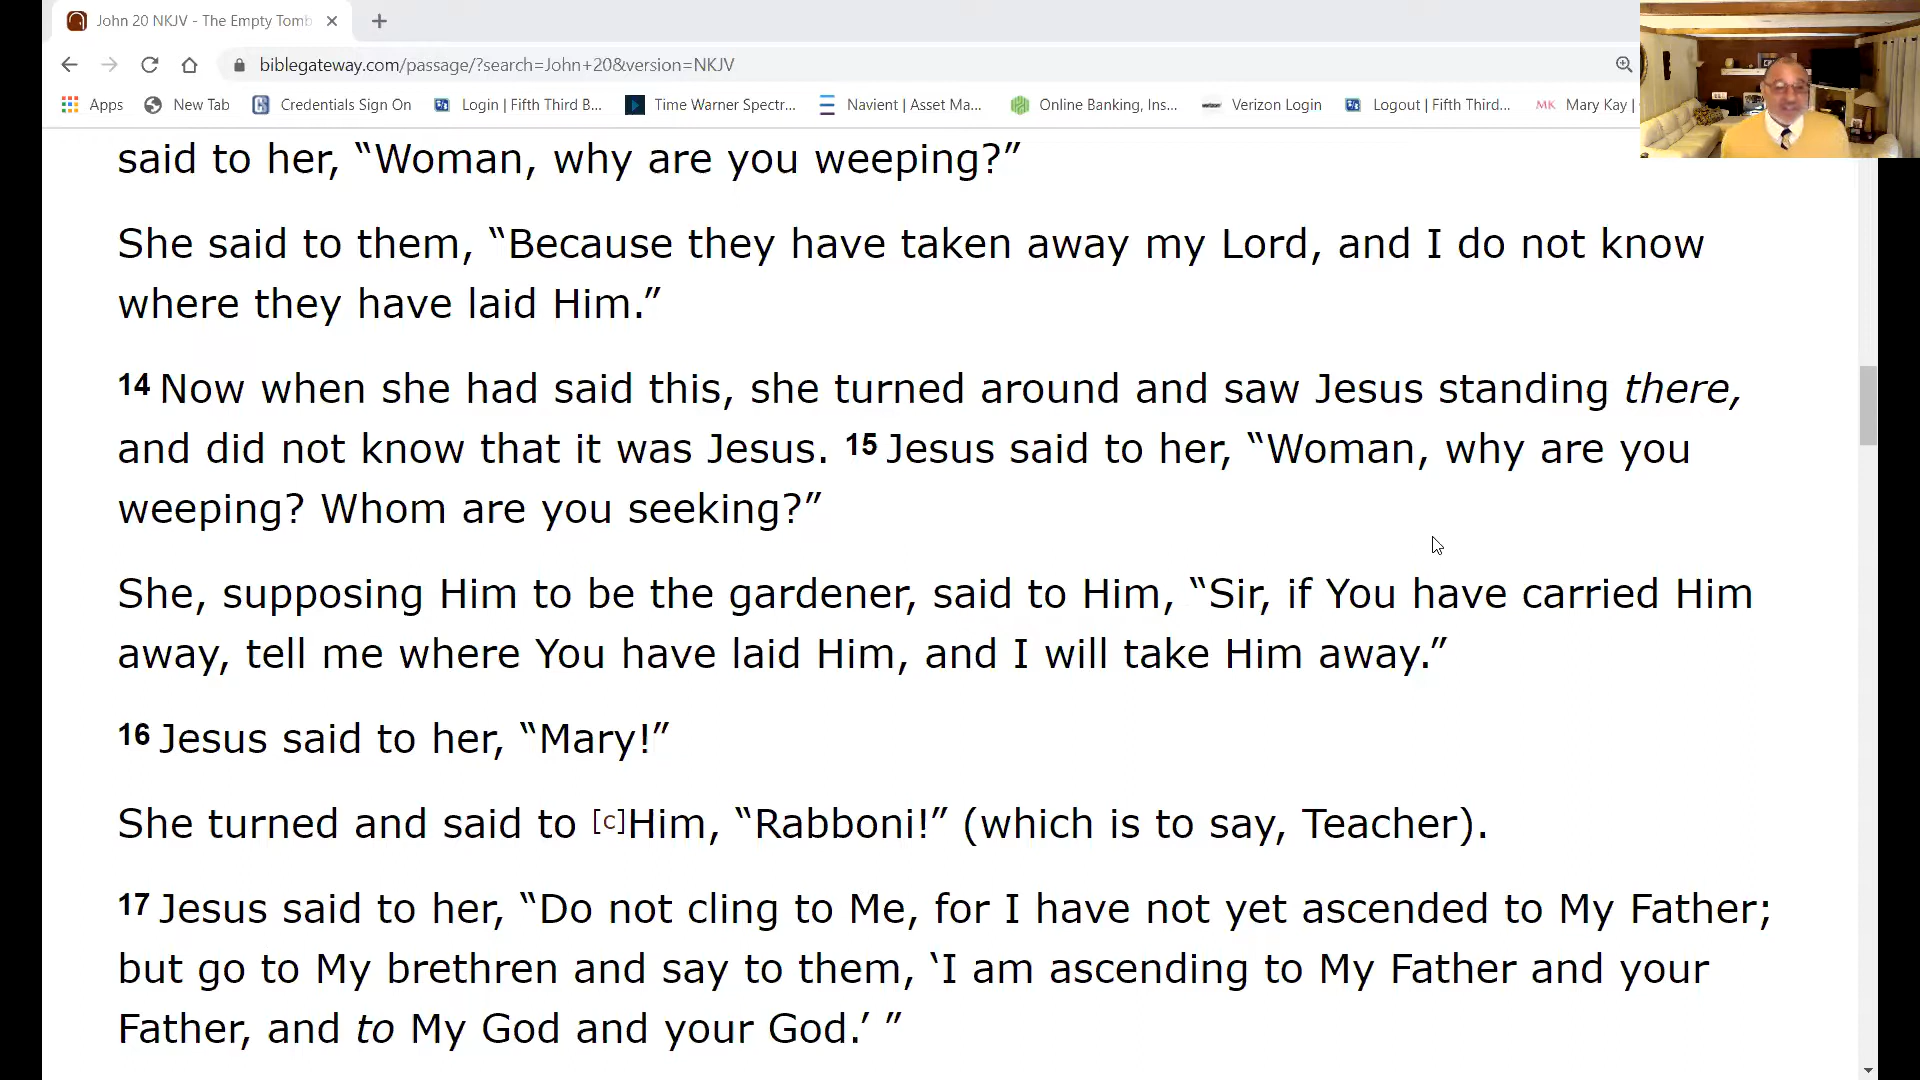 John 20 NKJV - The Empty Tomb
biblegateway.com/passage/?search=John+20&version=NKJV
Apps New Tab Credentials Sign On Login | Fifth Third B... Time Warner Spectr... Navient | Asset Ma... Online Banking, Ins... Verizon Login Logout | Fifth Third... MK Mary Kay |
said to her, “Woman, why are you weeping?”
She said to them, “Because they have taken away my Lord, and I do not know
where they have laid Him.”
14 Now when she had said this, she turned around and saw Jesus standing there,
and did not know that it was Jesus. 15 Jesus said to her, “Woman, why are you
weeping? Whom are you seeking?”
She, supposing Him to be the gardener, said to Him, “Sir, if You have carried Him
away, tell me where You have laid Him, and I will take Him away.”
16 Jesus said to her, “Mary!”
She turned and said to [c]Him, “Rabboni!” (which is to say, Teacher).
17 Jesus said to her, “Do not cling to Me, for I have not yet ascended to My Father;
but go to My brethren and say to them, ‘I am ascending to My Father and your
Father, and to My God and your God.’ ”